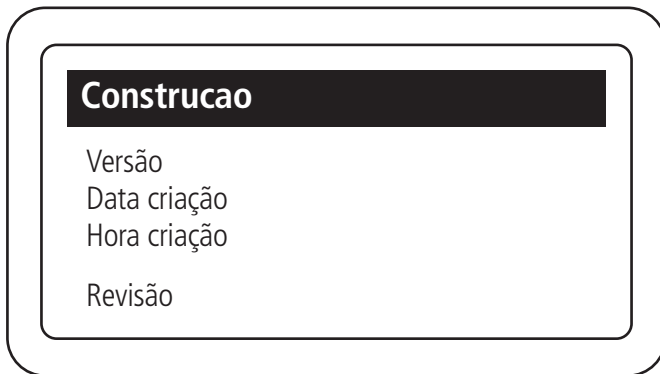 Construcao
Versão
Data criação
Hora criação
Revisão